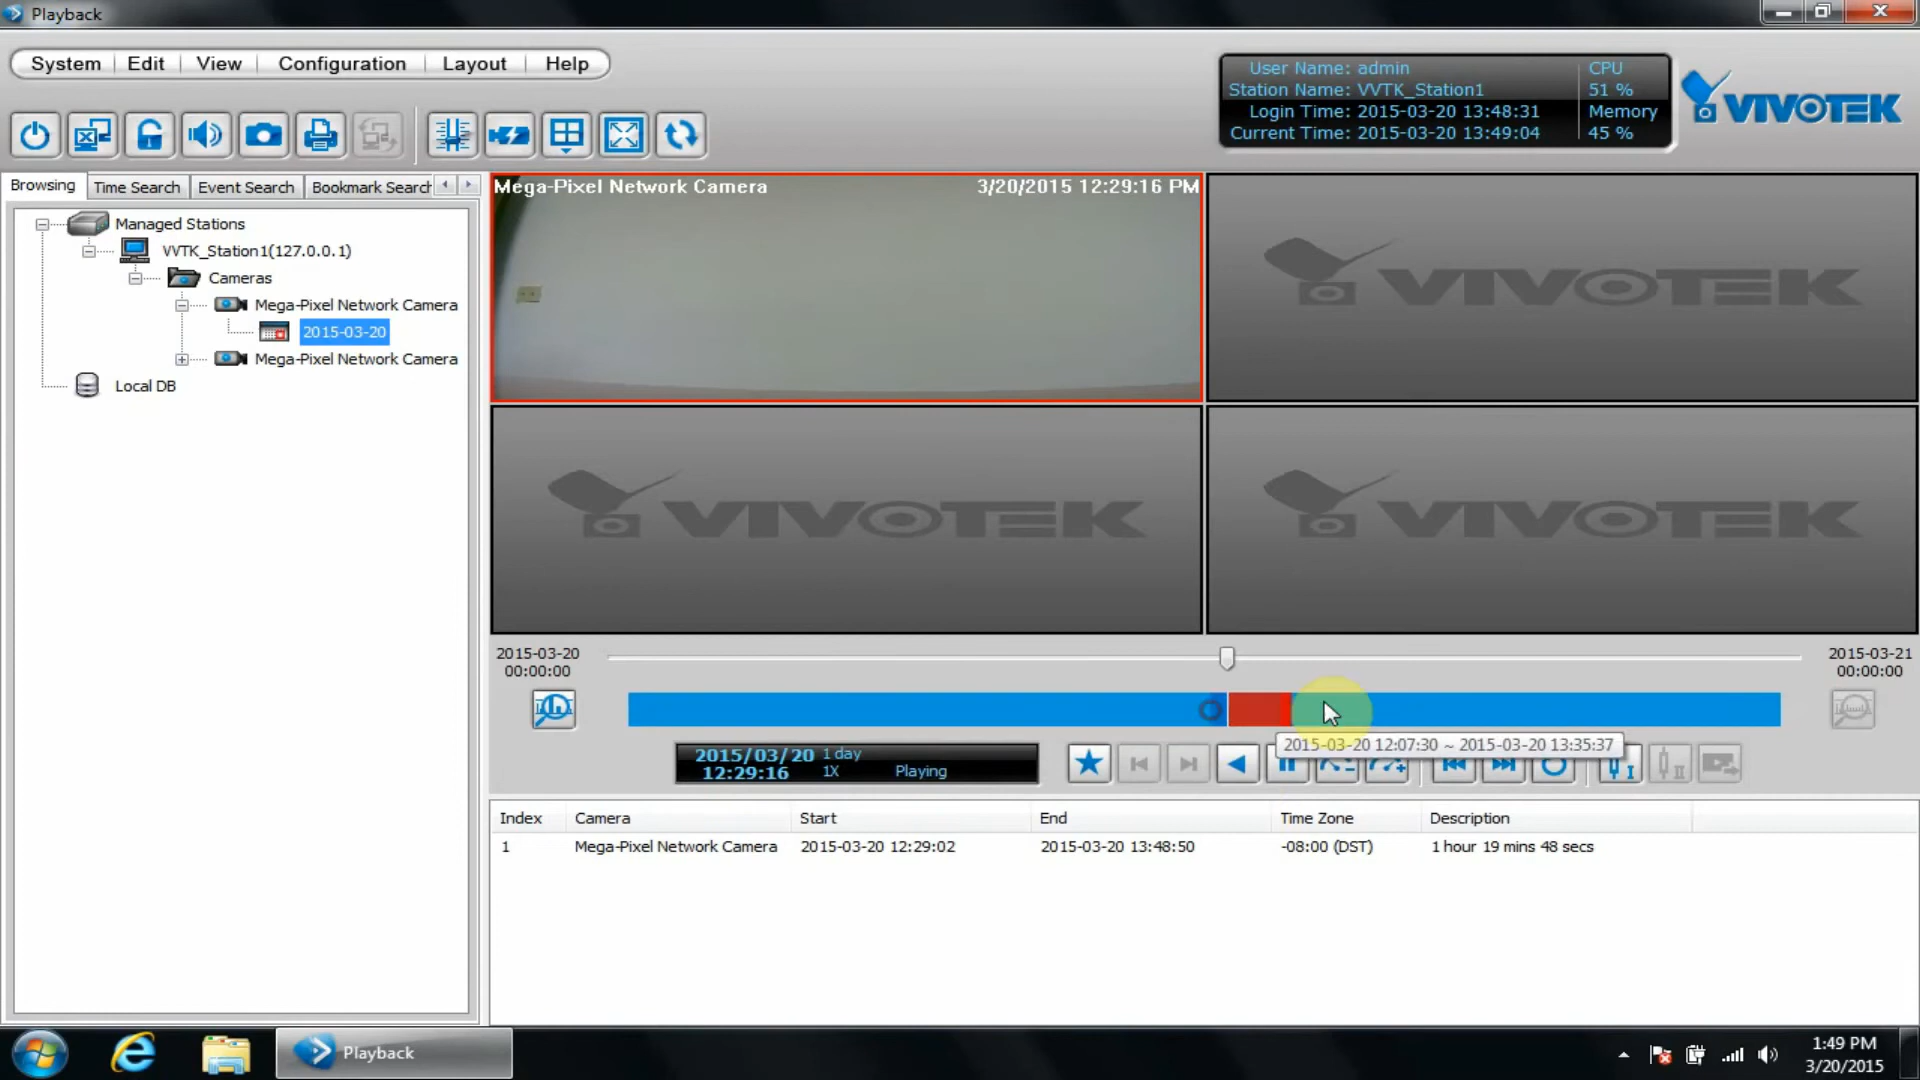 Playback
System Edit View Configuration Layout Help
User Name: admin
Station Name: VVTK_Station1
Login Time: 2015-03-20 13:48:31
Current Time: 2015-03-20 13:49:04
CPU
51 %
Memory
45 %
VIVOTEK
Browsing Time Search Event Search Bookmark Search
Managed Stations
VVTK_Station1(127.0.0.1)
Cameras
Mega-Pixel Network Camera
2015-03-20
Mega-Pixel Network Camera
Local DB
Mega-Pixel Network Camera 3/20/2015 12:29:16 PM
VIVOTEK
VIVOTEK
VIVOTEK
2015-03-20
00:00:00
2015-03-21
00:00:00
2015-03-20 12:07:30 ~ 2015-03-20 13:35:37
2015/03/20 1 day
12:29:16 1X Playing
Index Camera Start End Time Zone Description
1 Mega-Pixel Network Camera 2015-03-20 12:29:02 2015-03-20 13:48:50 -08:00 (DST) 1 hour 19 mins 48 secs
Playback
1:49 PM
3/20/2015